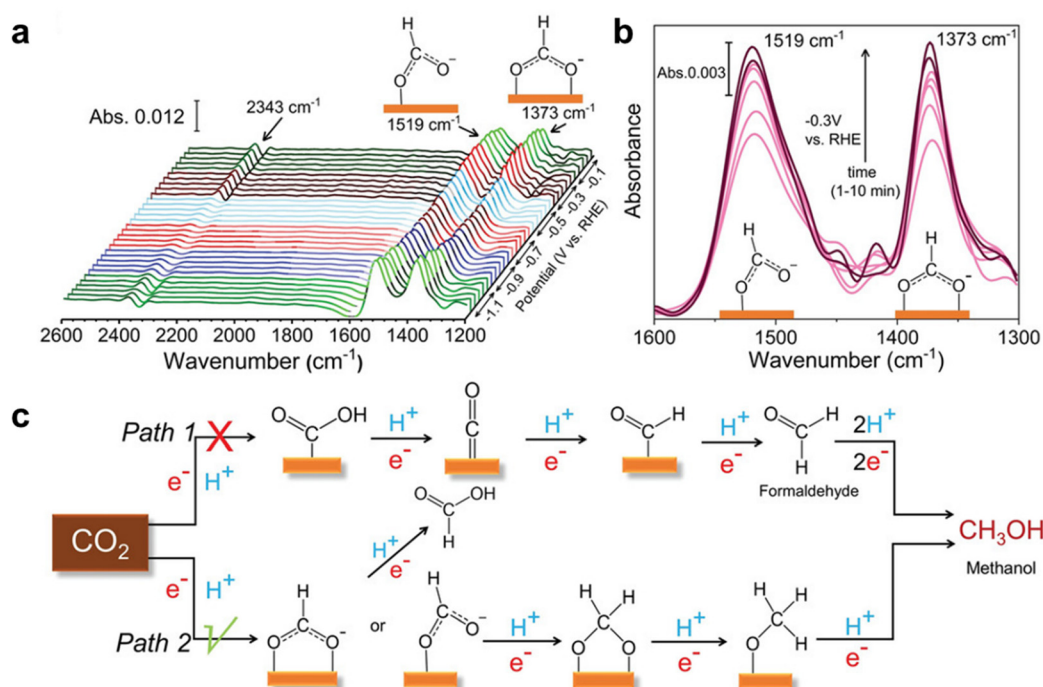 a
Abs. 0.012
2343 cm-1
H
C
O
O-
1519 cm-1
H
C
O
O-
1373 cm-1
-0.1
-0.3
-0.5
-0.7
-0.9
-1.1
Potential (V vs. RHE)
2600 2400 2200 2000 1800 1600 1400 1200
Wavenumber (cm-1)
b
1519 cm-1
1373 cm-1
Abs.0.003
-0.3V
vs. RHE
time
(1-10 min)
Absorbance
H
C
O
O-
H
C
O
O-
1600 1500 1400 1300
Wavenumber (cm-1)
c
Path 1
X
e- H+
O OH
C
H+
e-
O
C
H+
e-
O H
C
H+
e-
O H
C
H
Formaldehyde
2H+
2e-
CO2
O OH
C
H
H+
e-
CH3OH
Methanol
e- H+
Path 2
H
C
O O-
or
H
C
O
O-
H+
e-
H H
C
O O
H+
e-
H
H
C
H
O
H+
e-